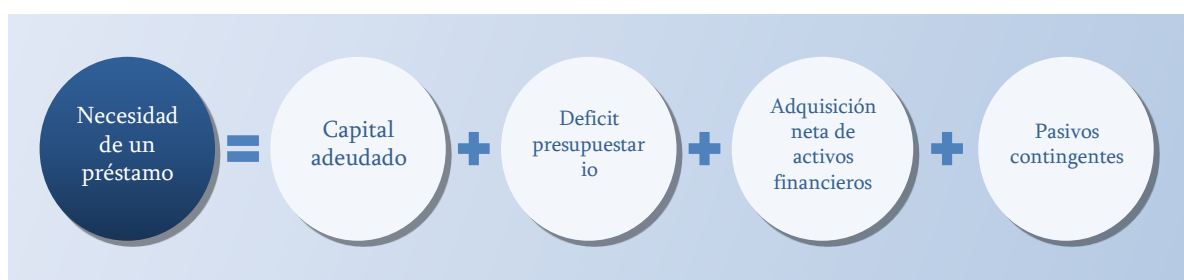 Necesidad
de un
préstamo
=
Capital
adeudado
+
Deficit
presupuestar
io
+
Adquisición
neta de
activos
financieros
+
Pasivos
contingentes